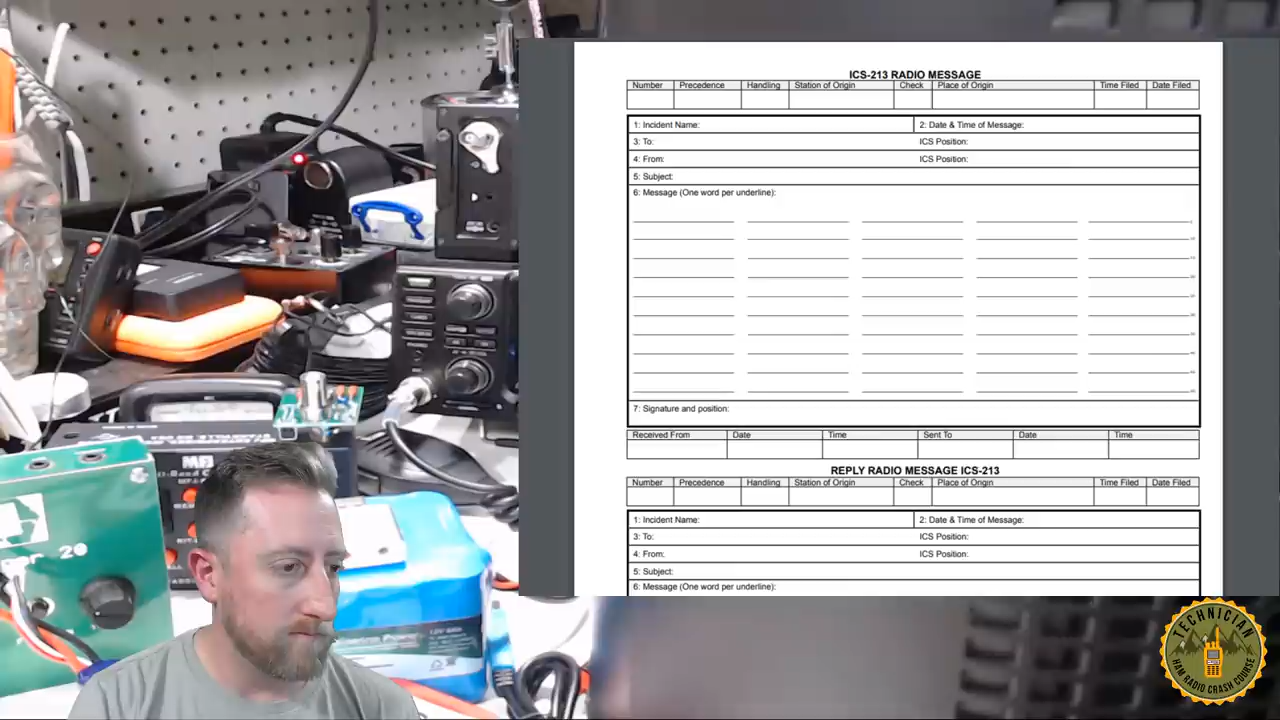 ICS-213 RADIO MESSAGE
Number Precedence Handling Station of Origin Check Place of Origin Time Filed Date Filed
1: Incident Name: 2: Date & Time of Message:
3: To: ICS Position:
4: From: ICS Position:
5: Subject:
6: Message (One word per underline):
7: Signature and position:
Received From Date Time Sent To Date Time
REPLY RADIO MESSAGE ICS-213
Number Precedence Handling Station of Origin Check Place of Origin Time Filed Date Filed
1: Incident Name: 2: Date & Time of Message:
3: To: ICS Position:
4: From: ICS Position:
5: Subject:
6: Message (One word per underline):
TECHNICIAN
HAM RADIO CRASH COURSE